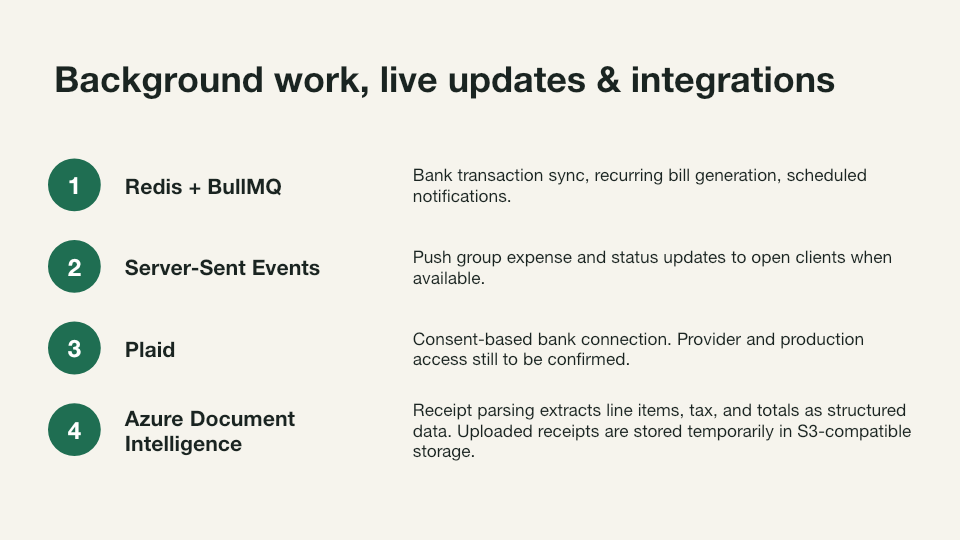 Background work, live updates & integrations
1
Redis + BullMQ
Bank transaction sync, recurring bill generation, scheduled
notifications.
2
Server-Sent Events
Push group expense and status updates to open clients when
available.
3
Plaid
Consent-based bank connection. Provider and production
access still to be confirmed.
4
Azure Document
Intelligence
Receipt parsing extracts line items, tax, and totals as structured
data. Uploaded receipts are stored temporarily in S3-compatible
storage.